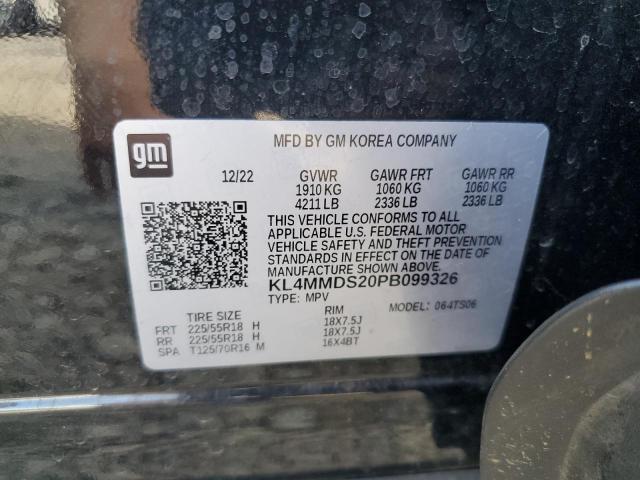 gm
MFD BY GM KOREA COMPANY
12/22 GVWR GAWR FRT GAWR RR
1910 KG 1060 KG 1060 KG
4211 LB 2336 LB 2336 LB
THIS VEHICLE CONFORMS TO ALL
APPLICABLE U.S. FEDERAL MOTOR
VEHICLE SAFETY AND THEFT PREVENTION
STANDARDS IN EFFECT ON THE DATE OF
MANUFACTURE SHOWN ABOVE.
KL4MMDS20PB099326
TYPE: MPV MODEL: 064TS06
TIRE SIZE RIM
FRT 225/55R18 H 18X7.5J
RR 225/55R18 H 18X7.5J
SPA T125/70R16 M 16X4BT